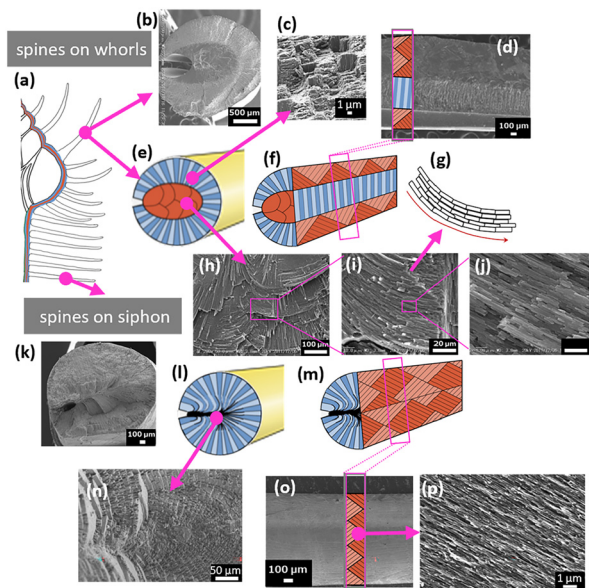 spines on whorls
(a)
(b)
500 μm
(c)
1 μm
(d)
100 μm
(e)
(f)
(g)
(h)
100 μm
(i)
20 μm
(j)
spines on siphon
(k)
100 μm
(l)
(m)
(n)
50 μm
(o)
100 μm
(p)
1 μm